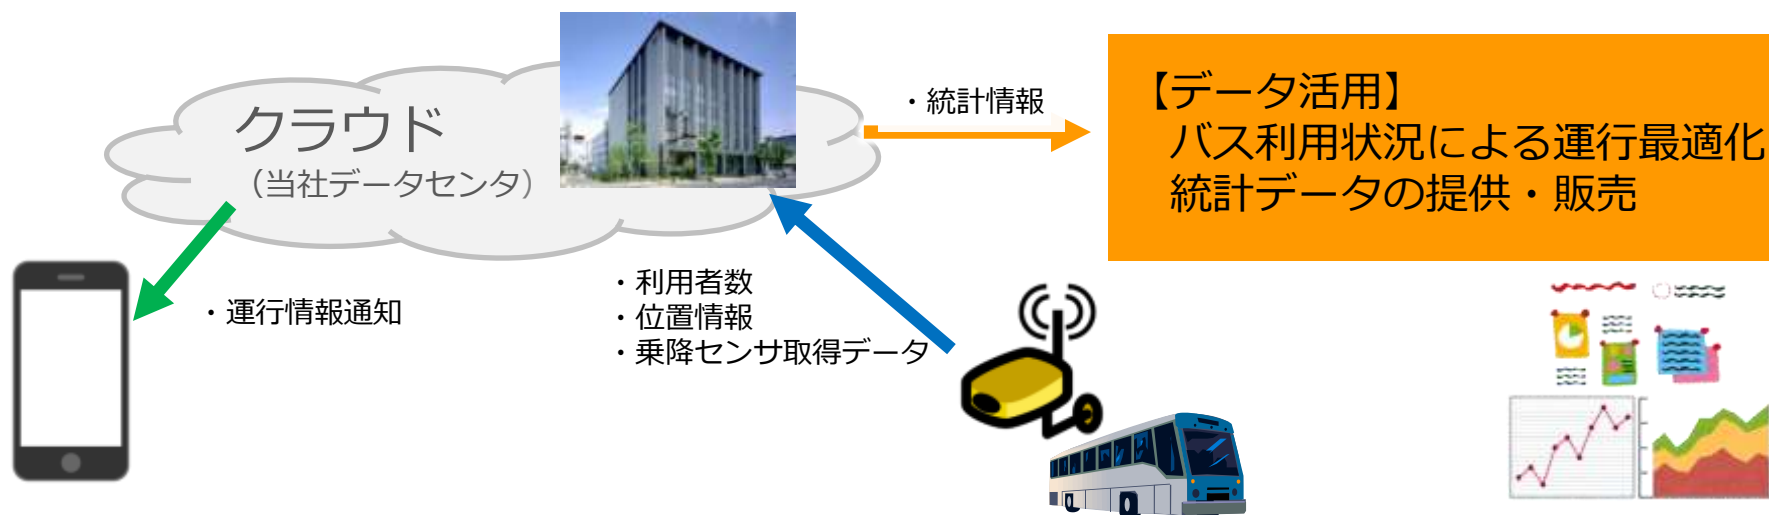 クラウド
（当社データセンタ）
・統計情報
【データ活用】
バス利用状況による運行最適化
統計データの提供・販売
・運行情報通知
・利用者数
・位置情報
・乗降センサ取得データ